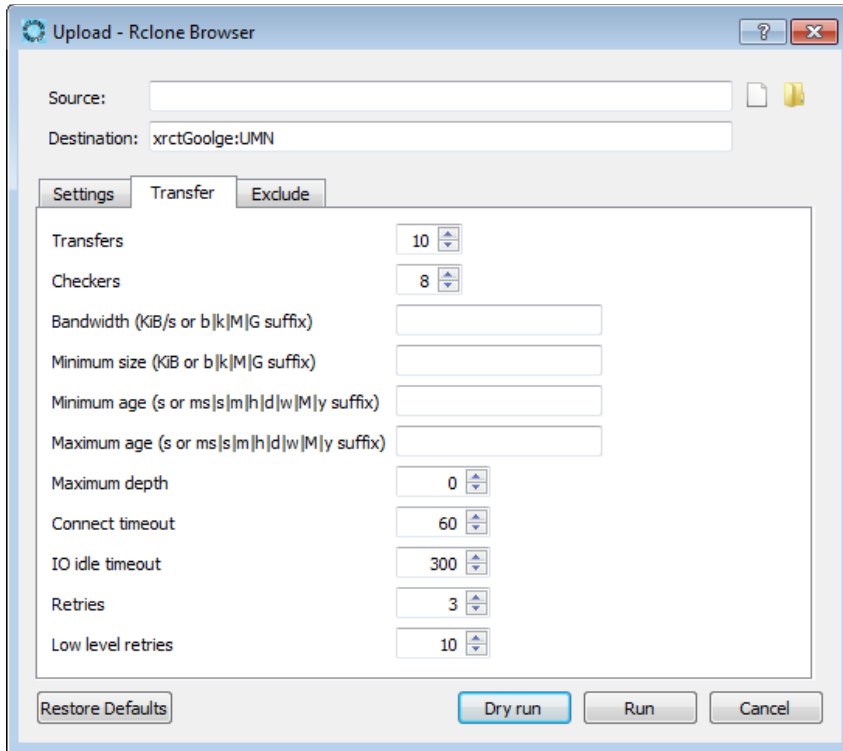 Upload - Rclone Browser
Source:
Destination: xrctGoolge:UMN
Settings Transfer Exclude
Transfers 10
Checkers 8
Bandwidth (KiB/s or b|k|M|G suffix)
Minimum size (KiB or b|k|M|G suffix)
Minimum age (s or ms|s|m|h|d|w|M|y suffix)
Maximum age (s or ms|s|m|h|d|w|M|y suffix)
Maximum depth 0
Connect timeout 60
IO idle timeout 300
Retries 3
Low level retries 10
Restore Defaults Dry run Run Cancel